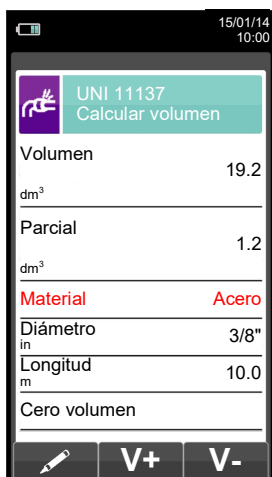 15/01/14
10:00
UNI 11137
Calcular volumen
Volumen
19.2
dm³
Parcial
1.2
dm³
Material Acero
Diámetro
in
3/8"
Longitud
m
10.0
Cero volumen
V+ V-